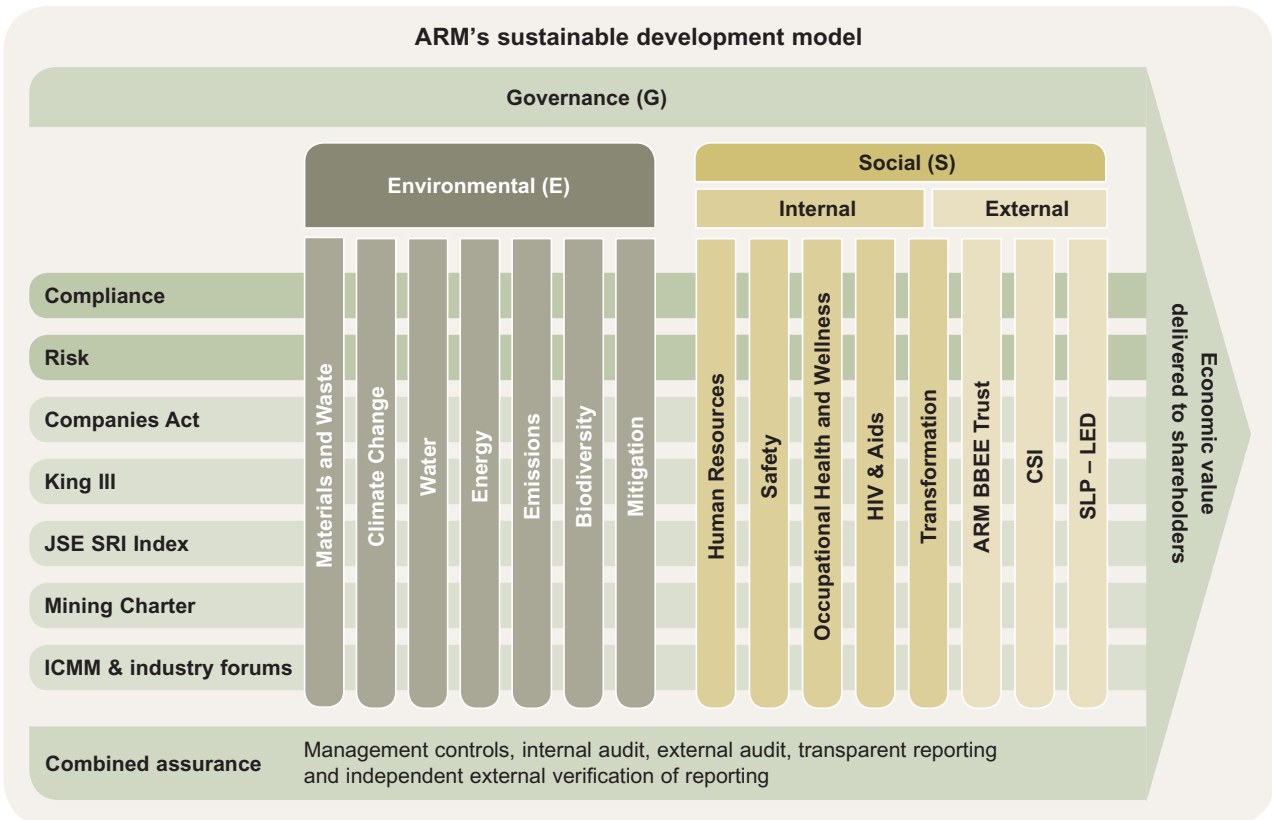 ARM’s sustainable development model
Governance (G)
Environmental (E)
Social (S)
Internal
External
Compliance
Risk
Companies Act
King III
JSE SRI Index
Mining Charter
ICMM & industry forums
Materials and Waste
Climate Change
Water
Energy
Emissions
Biodiversity
Mitigation
Human Resources
Safety
Occupational Health and Wellness
HIV & Aids
Transformation
ARM BBEE Trust
CSI
SLP – LED
Economic value
delivered to shareholders
Combined assurance
Management controls, internal audit, external audit, transparent reporting
and independent external verification of reporting